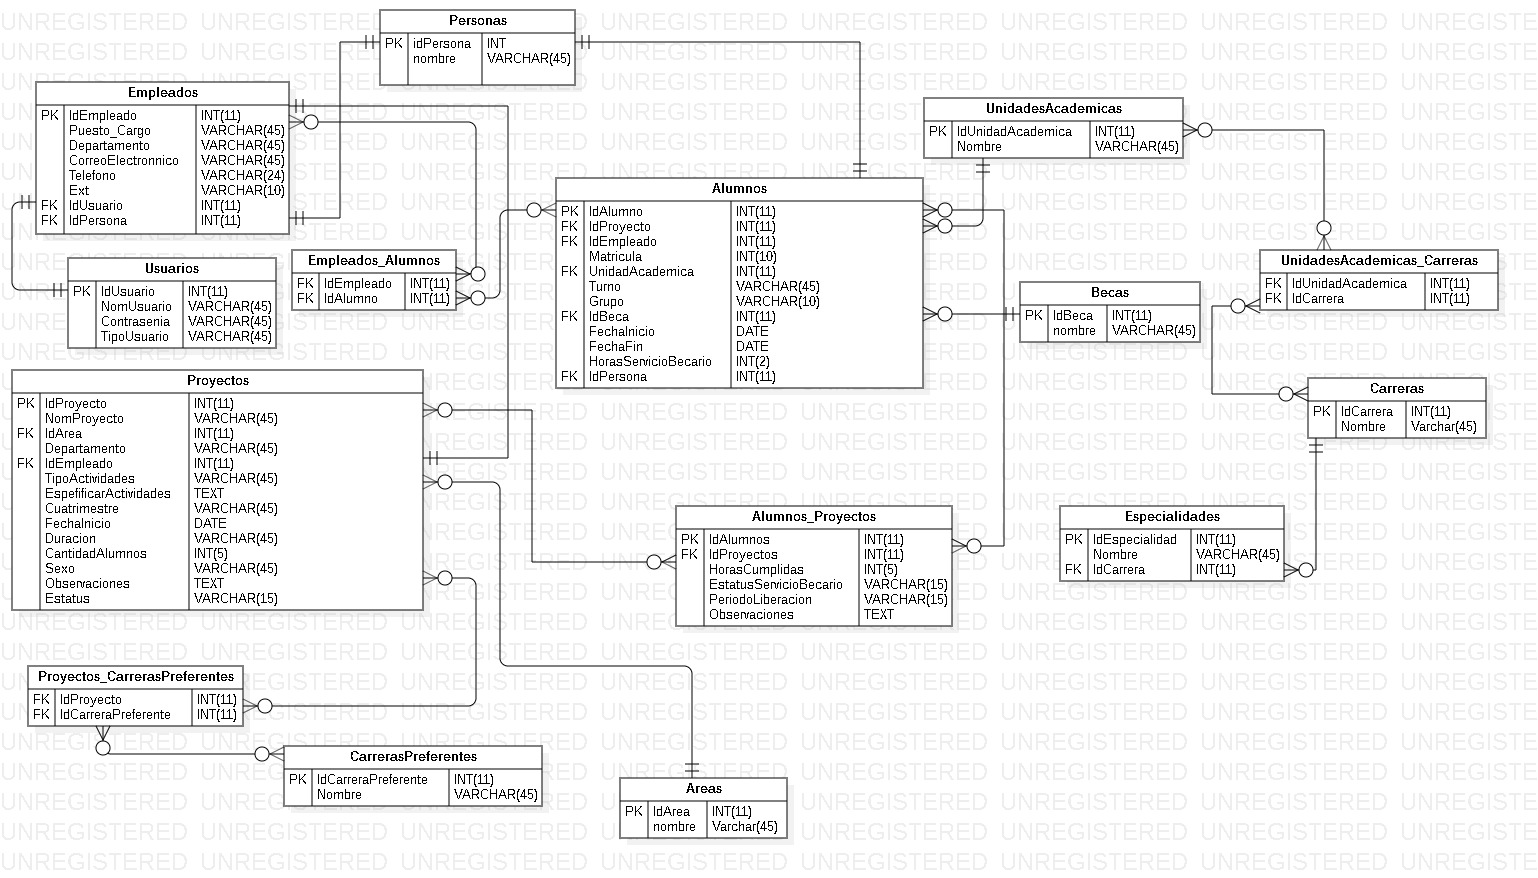 Personas
PK idPersona INT
nombre VARCHAR(45)
Empleados
PK IdEmpleado INT(11)
Puesto_Cargo VARCHAR(45)
Departamento VARCHAR(45)
CorreoElectronnico VARCHAR(45)
Telefono VARCHAR(24)
Ext VARCHAR(10)
FK IdUsuario INT(11)
FK IdPersona INT(11)
UnidadesAcademicas
PK IdUnidadAcademica INT(11)
Nombre VARCHAR(45)
Alumnos
PK IdAlumno INT(11)
FK IdProyecto INT(11)
FK IdEmpleado INT(11)
Matricula INT(10)
FK UnidadAcademica INT(11)
Turno VARCHAR(45)
Grupo VARCHAR(10)
FK IdBeca INT(11)
FechaInicio DATE
FechaFin DATE
HorasServicioBecario INT(2)
FK IdPersona INT(11)
Empleados_Alumnos
FK IdEmpleado INT(11)
FK IdAlumno INT(11)
Usuarios
PK IdUsuario INT(11)
NomUsuario VARCHAR(45)
Contrasenia VARCHAR(45)
TipoUsuario VARCHAR(45)
UnidadesAcademicas_Carreras
FK IdUnidadAcademica INT(11)
FK IdCarrera INT(11)
Becas
PK IdBeca INT(11)
nombre VARCHAR(45)
Proyectos
PK IdProyecto INT(11)
NomProyecto VARCHAR(45)
FK IdArea INT(11)
Departamento VARCHAR(45)
FK IdEmpleado INT(11)
TipoActividades VARCHAR(45)
EspefificarActividades TEXT
Cuatrimestre VARCHAR(45)
FechaInicio DATE
Duracion VARCHAR(45)
CantidadAlumnos INT(5)
Sexo VARCHAR(45)
Observaciones TEXT
Estatus VARCHAR(15)
Carreras
PK IdCarrera INT(11)
Nombre Varchar(45)
Alumnos_Proyectos
PK IdAlumnos INT(11)
FK IdProyectos INT(11)
HorasCumplidas INT(5)
EstatusServicioBecario VARCHAR(15)
PeriodoLiberacion VARCHAR(15)
Observaciones TEXT
Especialidades
PK IdEspecialidad INT(11)
Nombre VARCHAR(45)
FK IdCarrera INT(11)
Proyectos_CarrerasPreferentes
FK IdProyecto INT(11)
FK IdCarreraPreferente INT(11)
CarrerasPreferentes
PK IdCarreraPreferente INT(11)
Nombre VARCHAR(45)
Areas
PK IdArea INT(11)
nombre Varchar(45)
UNREGISTERED